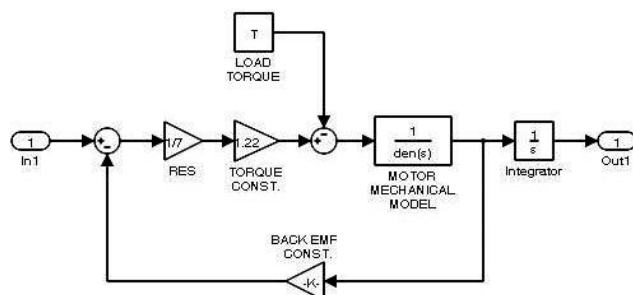 T
LOAD
TORQUE
1
In1
1/7
RES
1.22
TORQUE
CONST.
1
den(s)
MOTOR
MECHANICAL
MODEL
1
s
Integrator
1
Out1
BACK EMF
CONST.
-K-